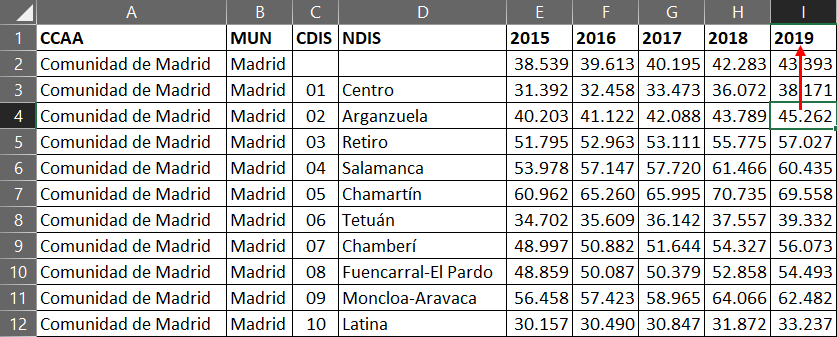 A B C D E F G H I
1 CCAA MUN CDIS NDIS 2015 2016 2017 2018 2019
2 Comunidad de Madrid Madrid 38.539 39.613 40.195 42.283 43.393
3 Comunidad de Madrid Madrid 01 Centro 31.392 32.458 33.473 36.072 38.171
4 Comunidad de Madrid Madrid 02 Arganzuela 40.203 41.122 42.088 43.789 45.262
5 Comunidad de Madrid Madrid 03 Retiro 51.795 52.963 53.111 55.775 57.027
6 Comunidad de Madrid Madrid 04 Salamanca 53.978 57.147 57.720 61.466 60.435
7 Comunidad de Madrid Madrid 05 Chamartín 60.962 65.260 65.995 70.735 69.558
8 Comunidad de Madrid Madrid 06 Tetuán 34.702 35.609 36.142 37.557 39.332
9 Comunidad de Madrid Madrid 07 Chamberí 48.997 50.882 51.644 54.327 56.073
10 Comunidad de Madrid Madrid 08 Fuencarral-El Pardo 48.859 50.087 50.379 52.858 54.493
11 Comunidad de Madrid Madrid 09 Moncloa-Aravaca 56.458 57.423 58.965 64.066 62.482
12 Comunidad de Madrid Madrid 10 Latina 30.157 30.490 30.847 31.872 33.237